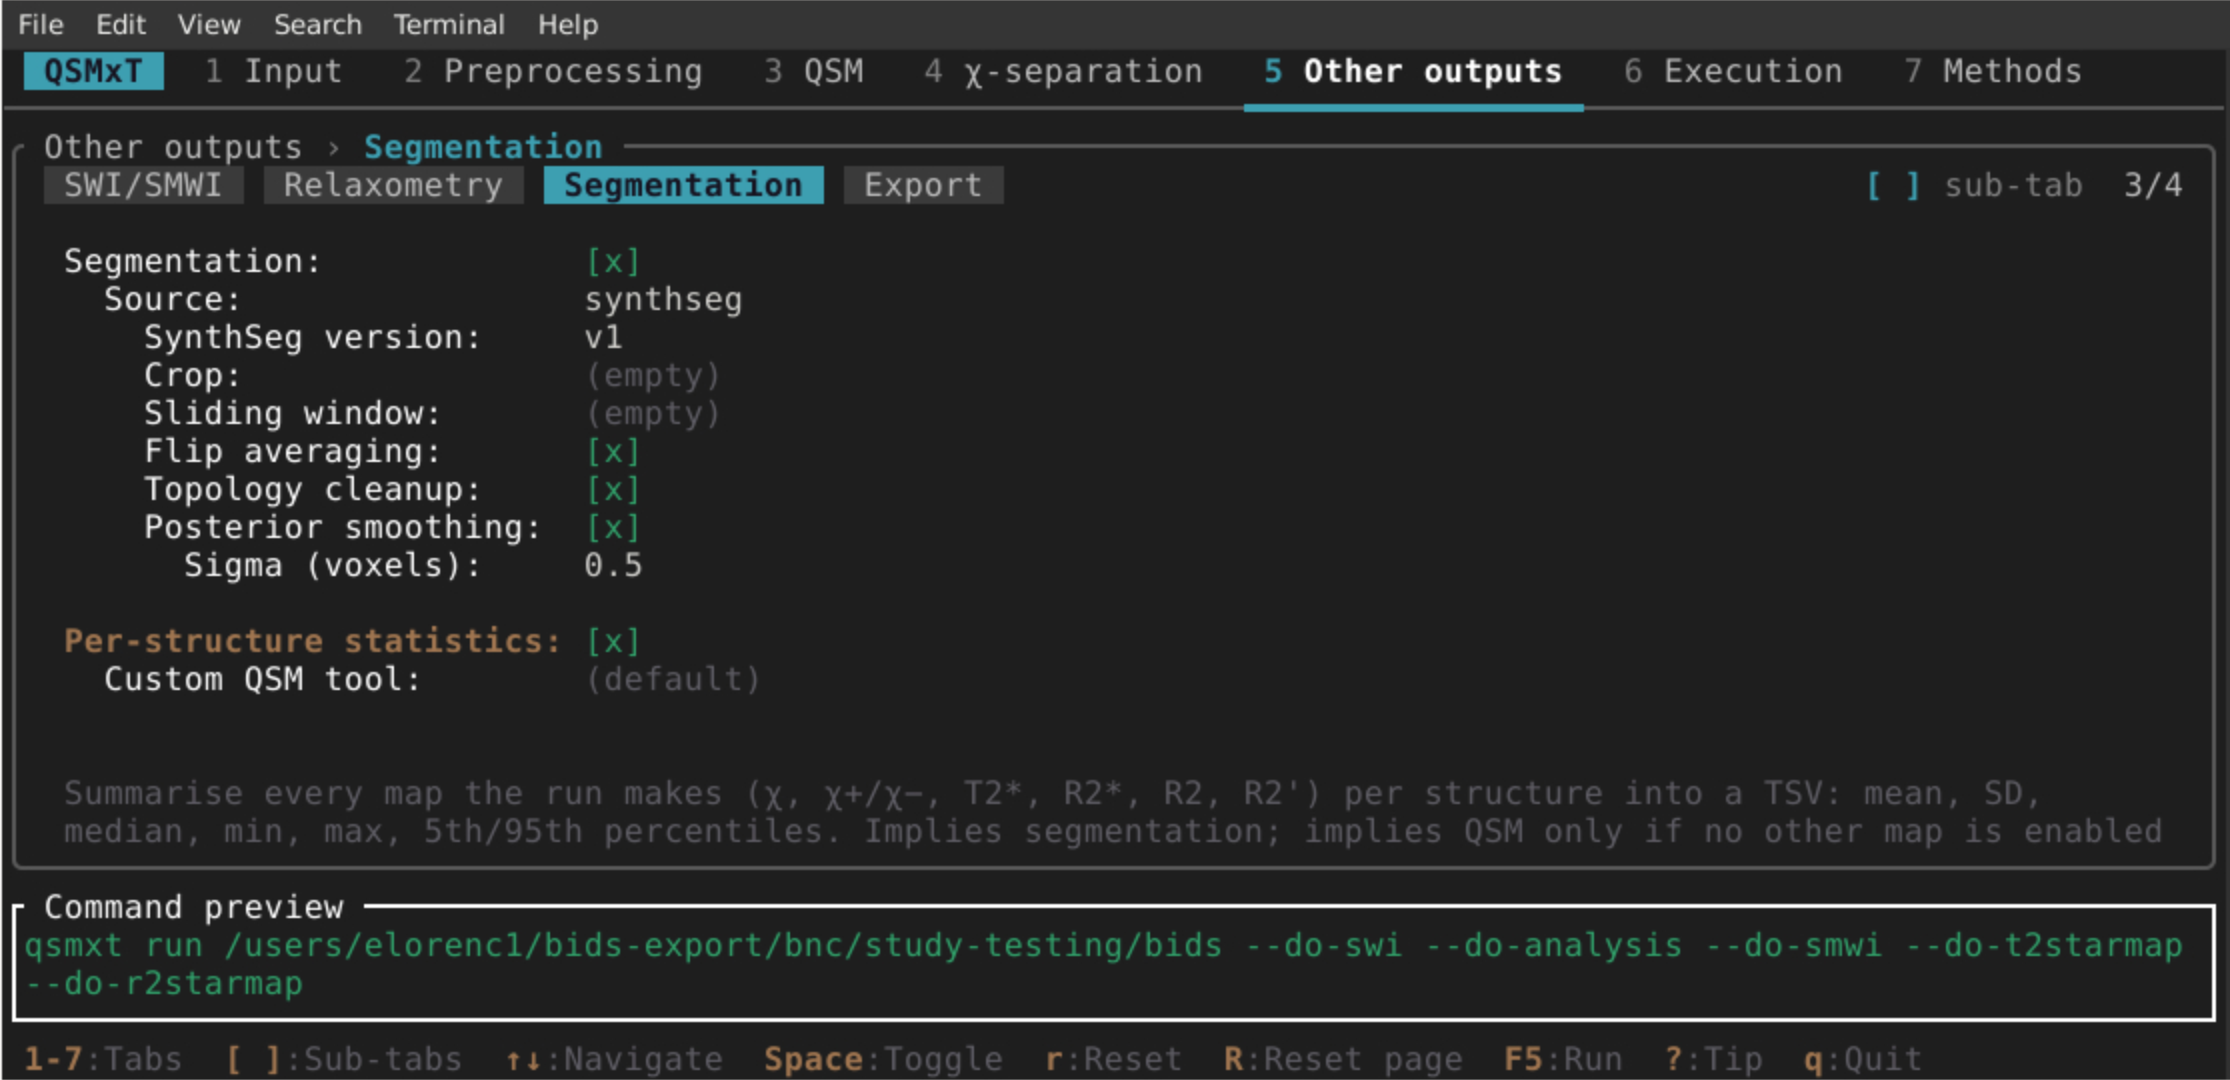 File Edit View Search Terminal Help
QSMxT 1 Input 2 Preprocessing 3 QSM 4 χ-separation 5 Other outputs 6 Execution 7 Methods
Other outputs › Segmentation
SWI/SMWI Relaxometry Segmentation Export [ ] sub-tab 3/4
Segmentation: [x]
Source: synthseg
SynthSeg version: v1
Crop: (empty)
Sliding window: (empty)
Flip averaging: [x]
Topology cleanup: [x]
Posterior smoothing: [x]
Sigma (voxels): 0.5
Per-structure statistics: [x]
Custom QSM tool: (default)
Summarise every map the run makes (χ, χ+/χ−, T2*, R2*, R2, R2') per structure into a TSV: mean, SD,
median, min, max, 5th/95th percentiles. Implies segmentation; implies QSM only if no other map is enabled
Command preview
qsmxt run /users/elorenc1/bids-export/bnc/study-testing/bids --do-swi --do-analysis --do-smwi --do-t2starmap
--do-r2starmap
1-7:Tabs [ ]:Sub-tabs ↑↓:Navigate Space:Toggle r:Reset R:Reset page F5:Run ?:Tip q:Quit